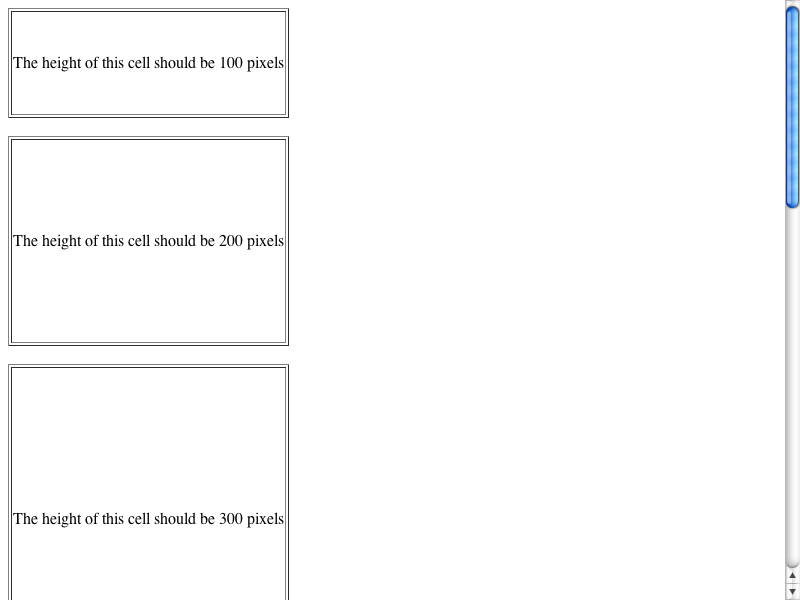 The height of this cell should be 100 pixels
The height of this cell should be 200 pixels
The height of this cell should be 300 pixels